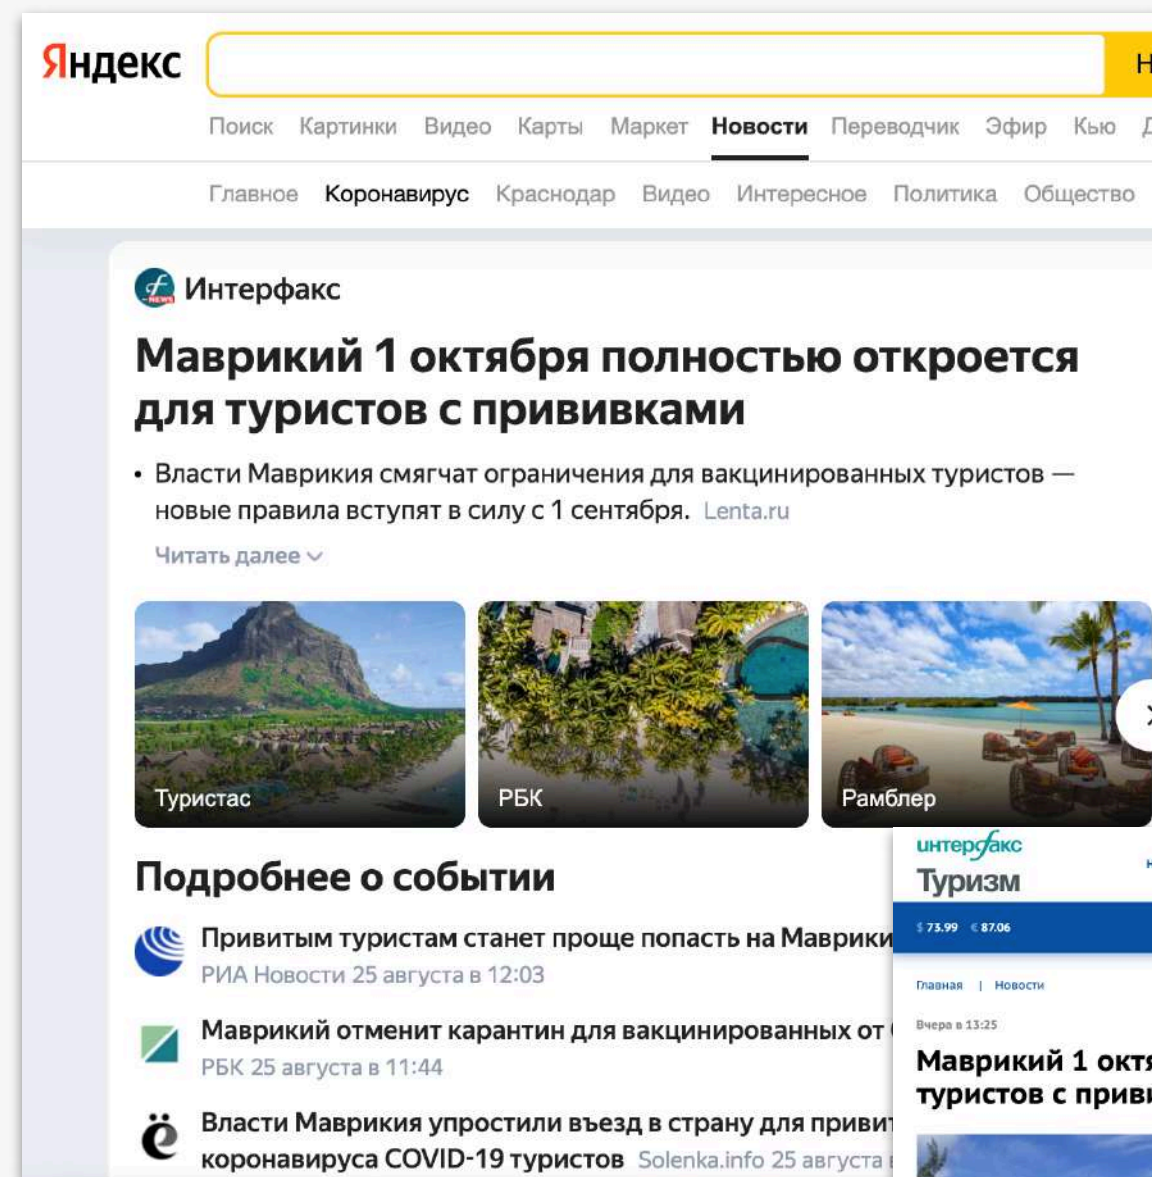 Яндекс
Поиск Картинки Видео Карты Маркет Новости Переводчик Эфир Кью
Главное Коронавирус Краснодар Видео Интересное Политика Общество
Интерфакс
Маврикий 1 октября полностью откроется
для туристов с прививками
• Власти Маврикия смягчат ограничения для вакцинированных туристов —
новые правила вступят в силу с 1 сентября. Lenta.ru
Читать далее
Туристас
РБК
Рамблер
Подробнее о событии
Привитым туристам станет проще попасть на Маврики
РИА Новости 25 августа в 12:03
Маврикий отменит карантин для вакцинированных от
РБК 25 августа в 11:44
Власти Маврикия упростили въезд в страну для привит
коронавируса COVID-19 туристов Solenka.info 25 августа
интерфакс
Туризм
$ 73.99 € 87.06
Главная | Новости
Вчера в 13:25
Маврикий 1 октя
туристов с приви